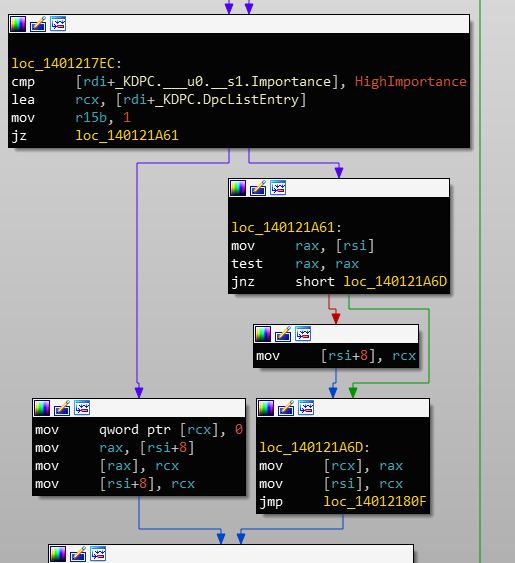 loc_1401217EC:
cmp [rdi+_KDPC.___u0.__s1.Importance], HighImportance
lea rcx, [rdi+_KDPC.DpcListEntry]
mov r15b, 1
jz loc_140121A61
loc_140121A61:
mov rax, [rsi]
test rax, rax
jnz short loc_140121A6D
mov [rsi+8], rcx
mov qword ptr [rcx], 0
mov rax, [rsi+8]
mov [rax], rcx
mov [rsi+8], rcx
loc_140121A6D:
mov [rcx], rax
mov [rsi], rcx
jmp loc_14012180F